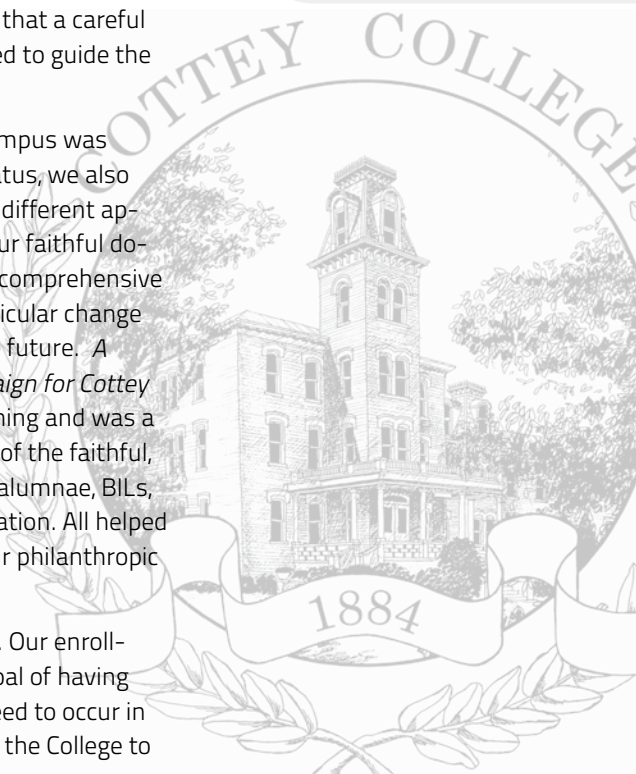 that a careful
ed to guide the
COTTEY COLLEGE
mpus was
atus, we also
different ap-
ur faithful do-
comprehensive
icular change
future. A
aign for Cottey
ning and was a
of the faithful,
alumnae, BILs,
ation. All helped
r philanthropic
1884
. Our enroll-
oal of having
eed to occur in
the College to